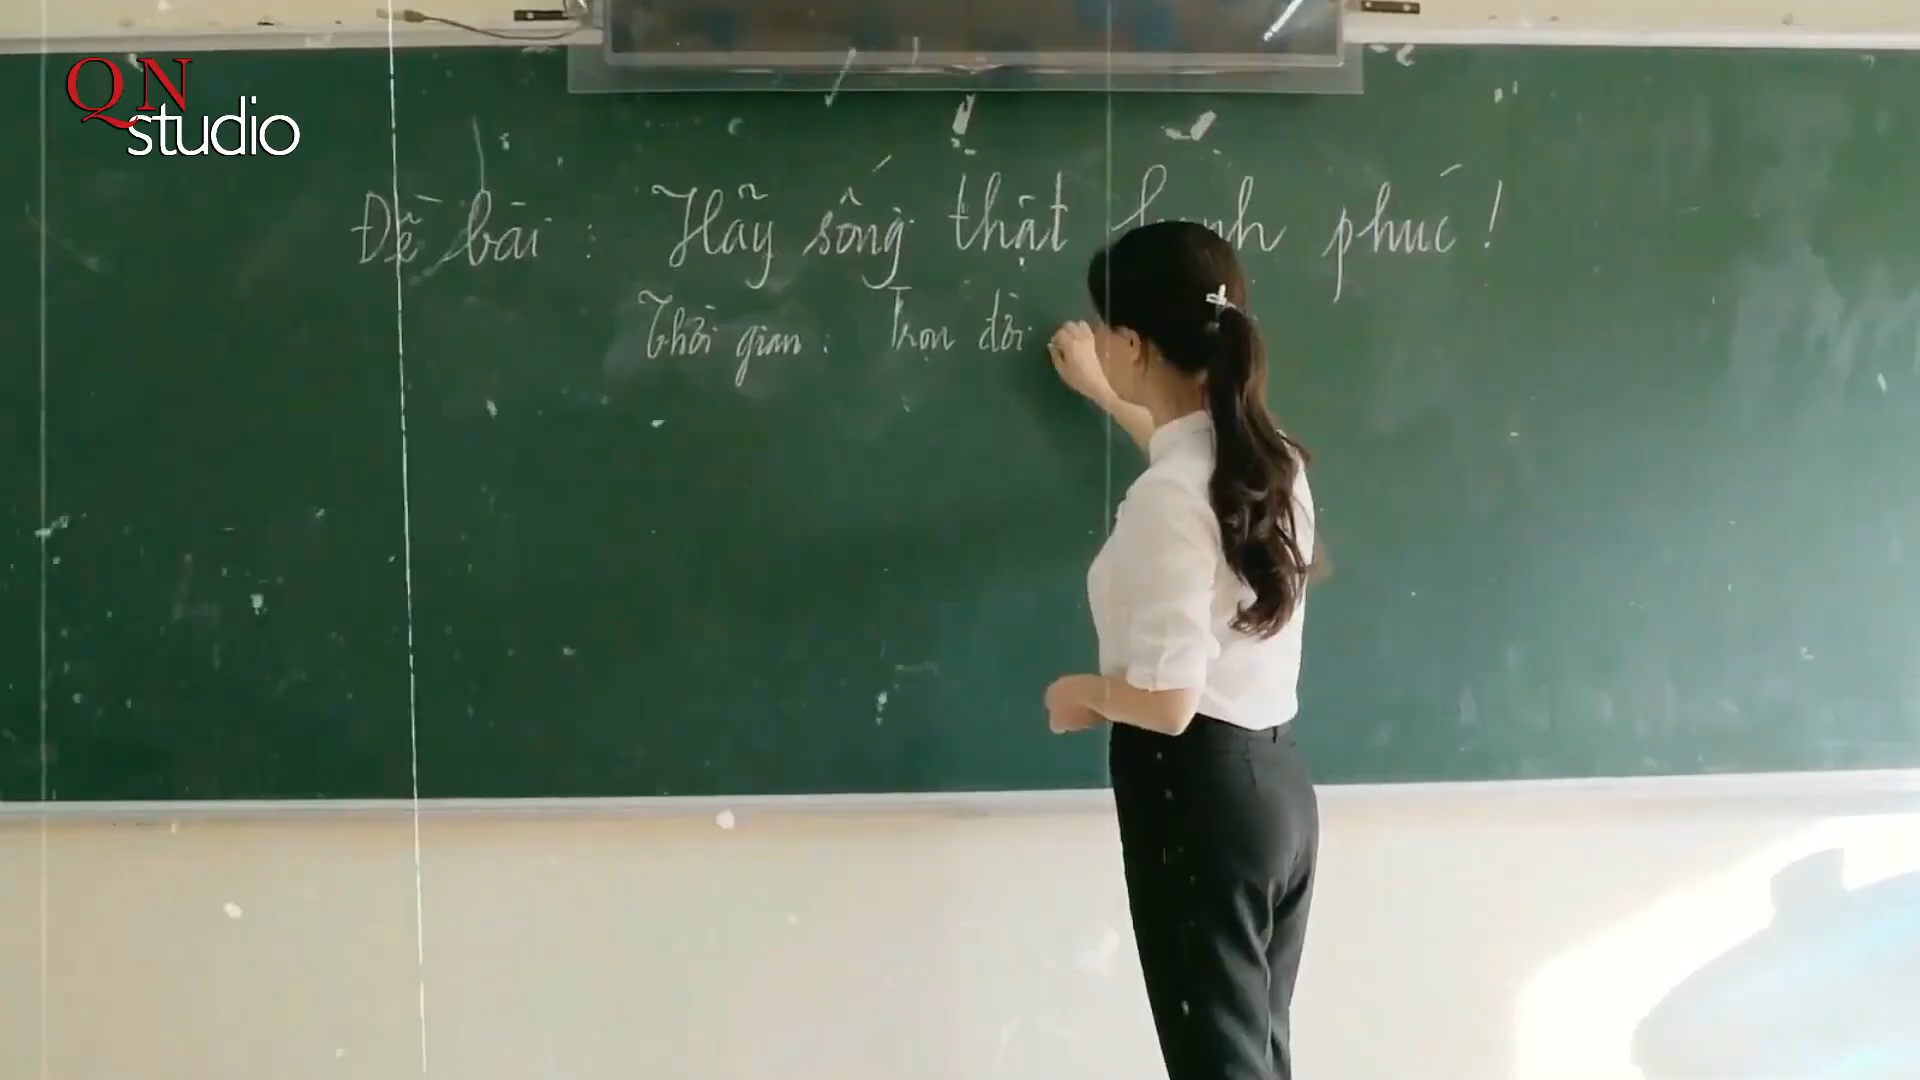 QN
studio
Đề bài : Hãy sống thật hạnh phúc !
Thời gian : Trọn đời